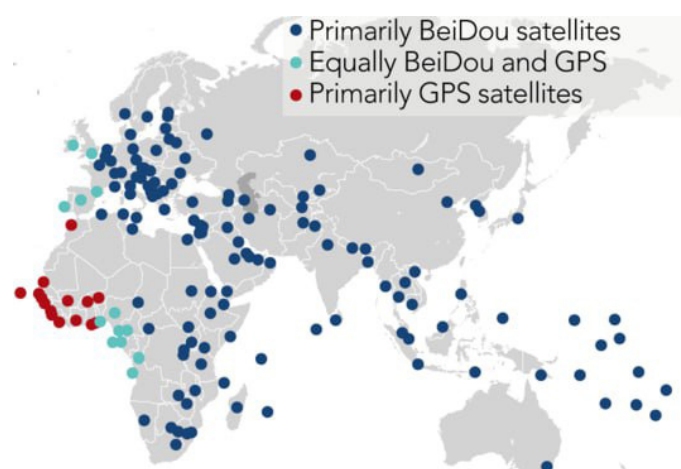 Primarily BeiDou satellites
Equally BeiDou and GPS
Primarily GPS satellites